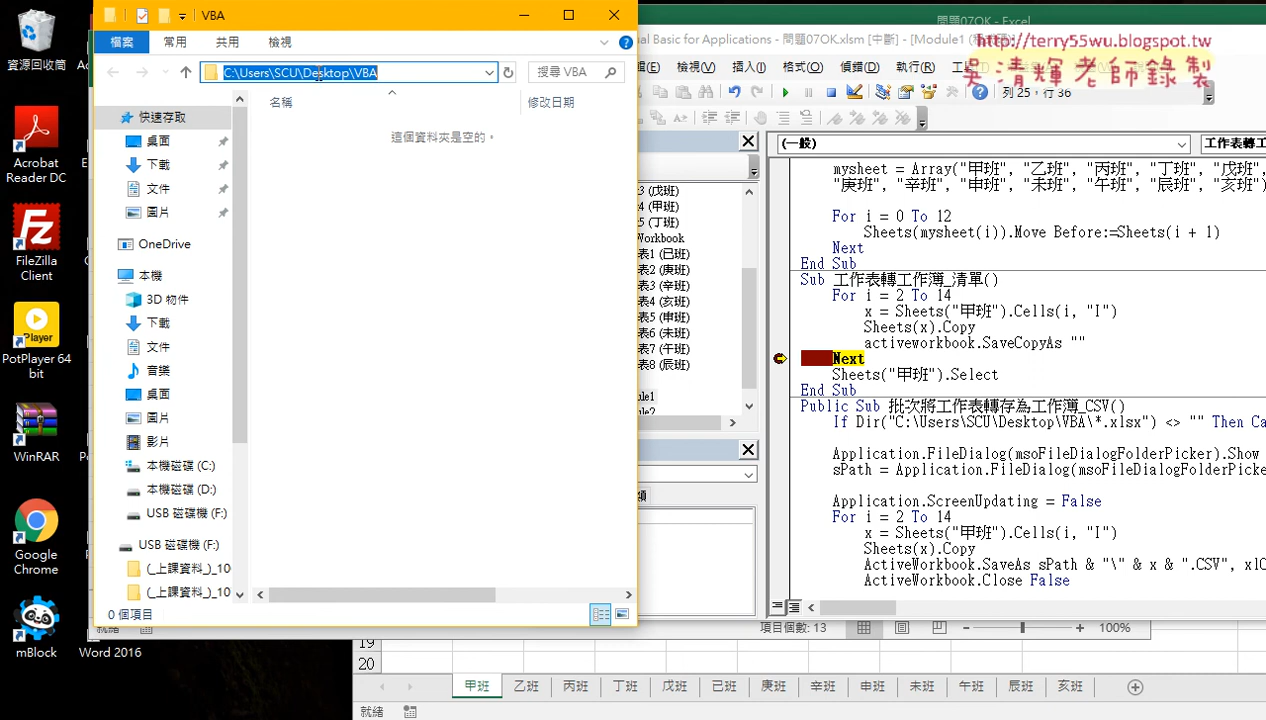 資源回收筒
Acrobat
Reader DC
FileZilla
Client
PotPlayer 64
bit
WinRAR
Google
Chrome
mBlock
Word 2016
VBA
檔案
常用
共用
檢視
C:\Users\SCU\Desktop\VBA
搜尋 VBA
名稱
修改日期
這個資料夾是空的。
快速存取
桌面
下載
文件
圖片
OneDrive
本機
3D 物件
下載
文件
音樂
桌面
圖片
影片
本機磁碟 (C:)
本機磁碟 (D:)
USB 磁碟機 (F:)
USB 磁碟機 (F:)
(_上課資料_)_10
(_上課資料_)_10
0 個項目
問題07OK - Excel
ual Basic for Applications - 問題07OK.xlsm [中斷] - [Module1 (
http://terry55wu.blogspot.tw
吳清輝老師錄製
檢視(V)
插入(I)
格式(O)
偵錯(D)
執行(R)
列 25，行 36
3 (戊班)
4 (甲班)
5 (丁班)
Workbook
表1 (已班)
表2 (庚班)
表3 (辛班)
表4 (亥班)
表5 (申班)
表6 (未班)
表7 (午班)
表8 (辰班)
(一般)
工作表轉工
mysheet = Array("甲班", "乙班", "丙班", "丁班", "戊班",
"庚班", "辛班", "申班", "未班", "午班", "辰班", "亥班")
For i = 0 To 12
Sheets(mysheet(i)).Move Before:=Sheets(i + 1)
Next
End Sub
Sub 工作表轉工作簿_清單()
For i = 2 To 14
x = Sheets("甲班").Cells(i, "I")
Sheets(x).Copy
activeworkbook.SaveCopyAs ""
Next
Sheets("甲班").Select
End Sub
Public Sub 批次將工作表轉存為工作簿_CSV()
If Dir("C:\Users\SCU\Desktop\VBA\*.xlsx") <> "" Then Ca
Application.FileDialog(msoFileDialogFolderPicker).Show
sPath = Application.FileDialog(msoFileDialogFolderPicke
Application.ScreenUpdating = False
For i = 2 To 14
x = Sheets("甲班").Cells(i, "I")
Sheets(x).Copy
ActiveWorkbook.SaveAs sPath & "\" & x & ".CSV", xlC
ActiveWorkbook.Close False
項目個數: 13
100%
19
20
甲班
乙班
丙班
丁班
戊班
已班
庚班
辛班
申班
未班
午班
辰班
亥班
就緒